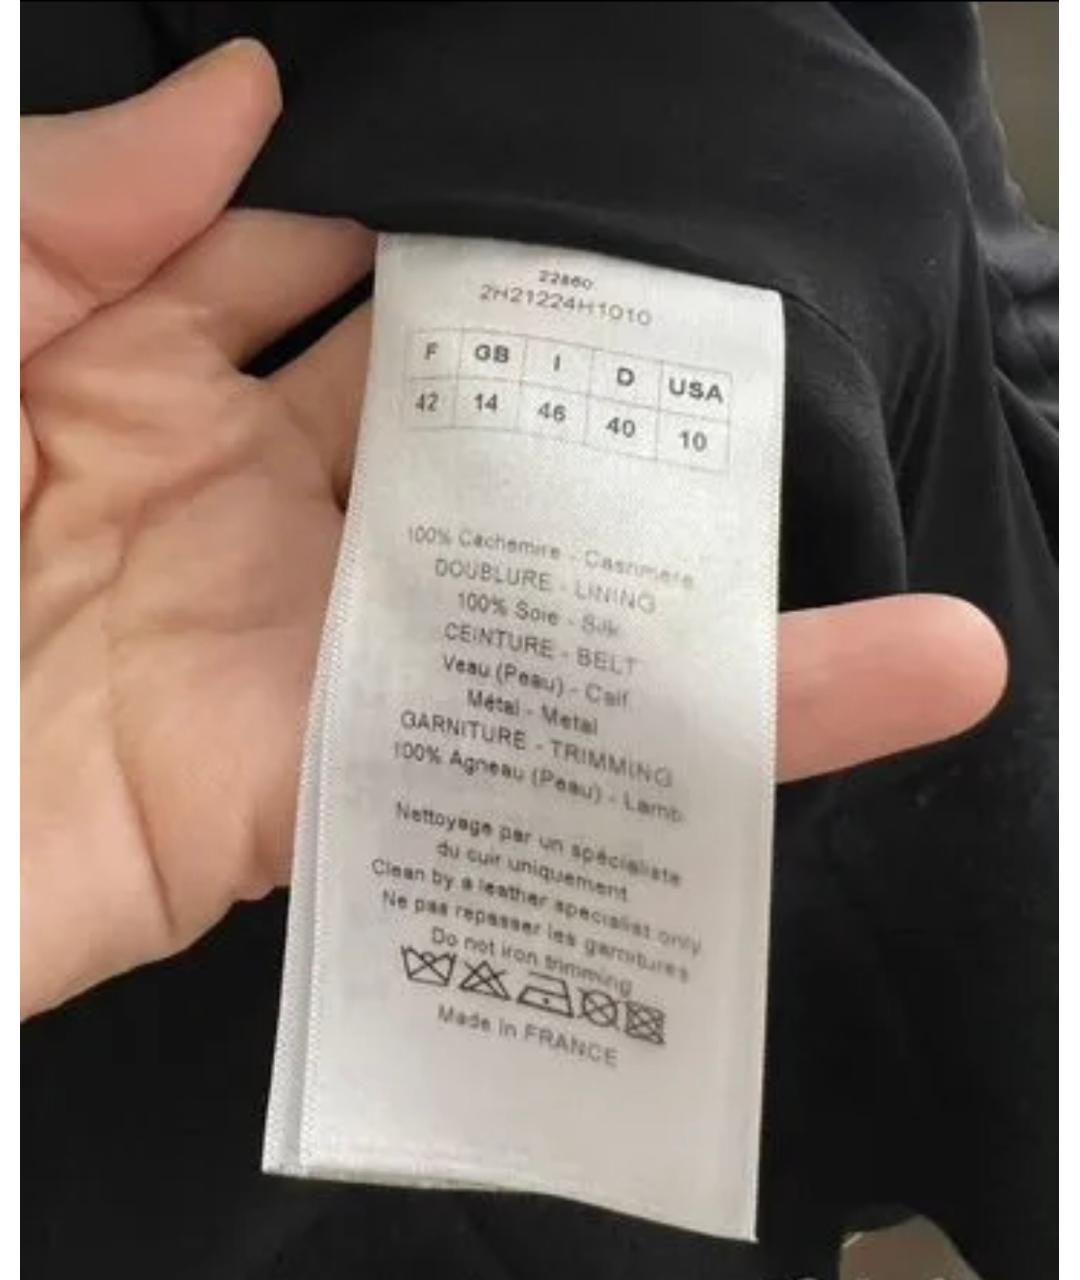 22860
2H21224H1010
F GB I D USA
42 14 46 40 10
100% Cachemire - Cashmere
DOUBLURE - LINING
100% Soie - Silk
CEINTURE - BELT
Veau (Peau) - Calf
Métal - Metal
GARNITURE - TRIMMING
100% Agneau (Peau) - Lamb
Nettoyage par un spécialiste
du cuir uniquement
Clean by a leather specialist only
Ne pas repasser les garnitures
Do not iron trimming
Made in FRANCE